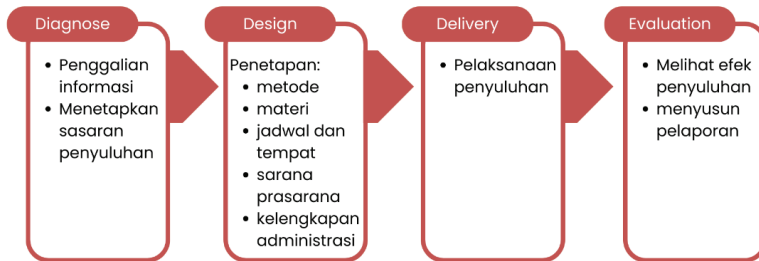 Diagnose
• Penggalian
informasi
• Menetapkan
sasaran
penyuluhan
Design
Penetapan:
• metode
• materi
• jadwal dan
tempat
• sarana
prasarana
• kelengkapan
administrasi
Delivery
• Pelaksanaan
penyuluhan
Evaluation
• Melihat efek
penyuluhan
• menyusun
pelaporan